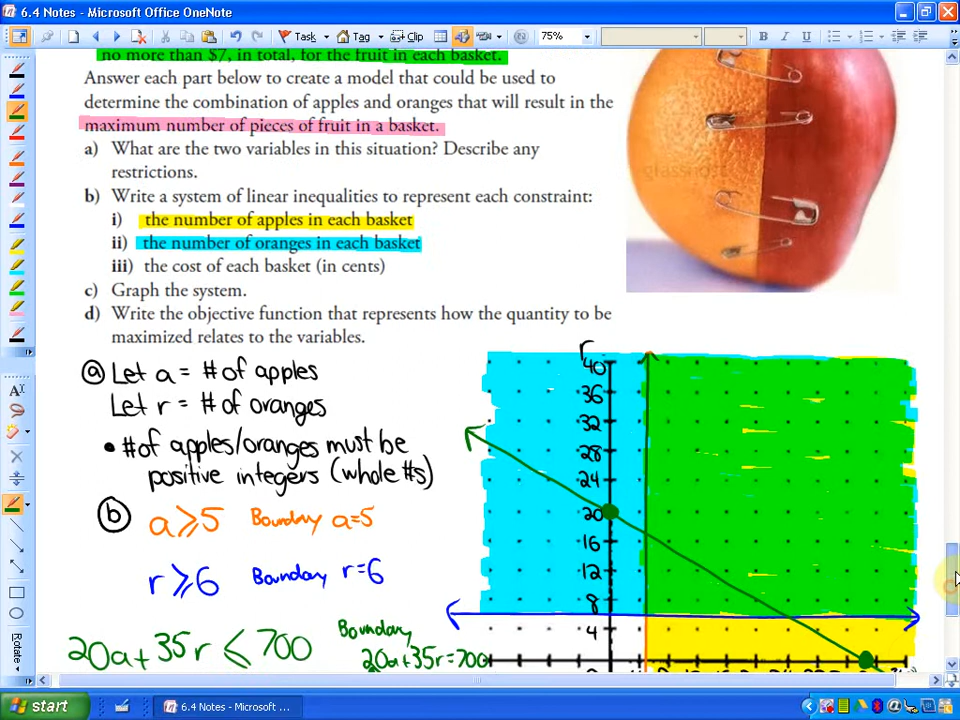 6.4 Notes - Microsoft Office OneNote
Task Tag Clip 75% B I U
no more than $7, in total, for the fruit in each basket.
Answer each part below to create a model that could be used to
determine the combination of apples and oranges that will result in the
maximum number of pieces of fruit in a basket.
a) What are the two variables in this situation? Describe any
restrictions.
b) Write a system of linear inequalities to represent each constraint:
i) the number of apples in each basket
ii) the number of oranges in each basket
iii) the cost of each basket (in cents)
c) Graph the system.
d) Write the objective function that represents how the quantity to be
maximized relates to the variables.
a Let a = # of apples
Let r = # of oranges
• # of apples/oranges must be
positive integers (whole #s)
b a ≥ 5 Boundary a=5
r ≥ 6 Boundary r=6
20a + 35r ≤ 700 Boundary
20a+35r=700
r
40
36
32
28
24
20
16
12
8
4
A
Rotate
start 6.4 Notes - Microsoft ...